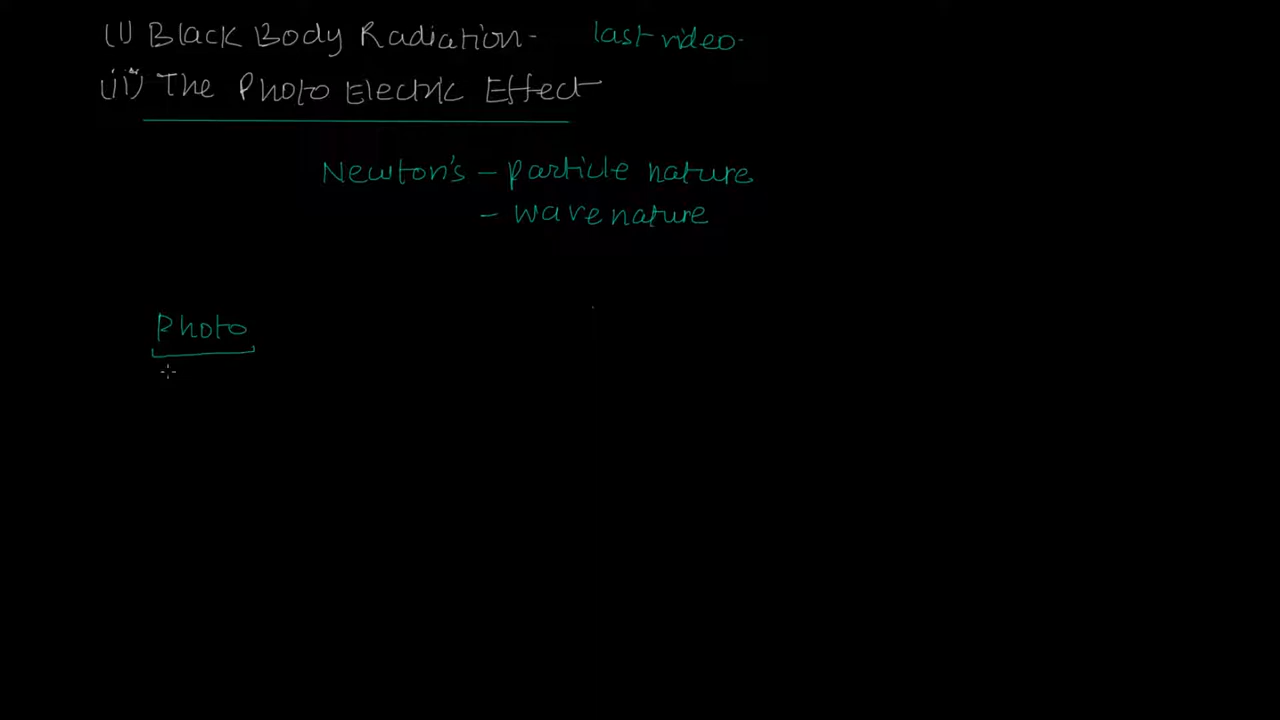 (i) Black Body Radiation- last video-
(ii) The Photo Electric Effect
Newton's - particle nature
- wave nature
Photo